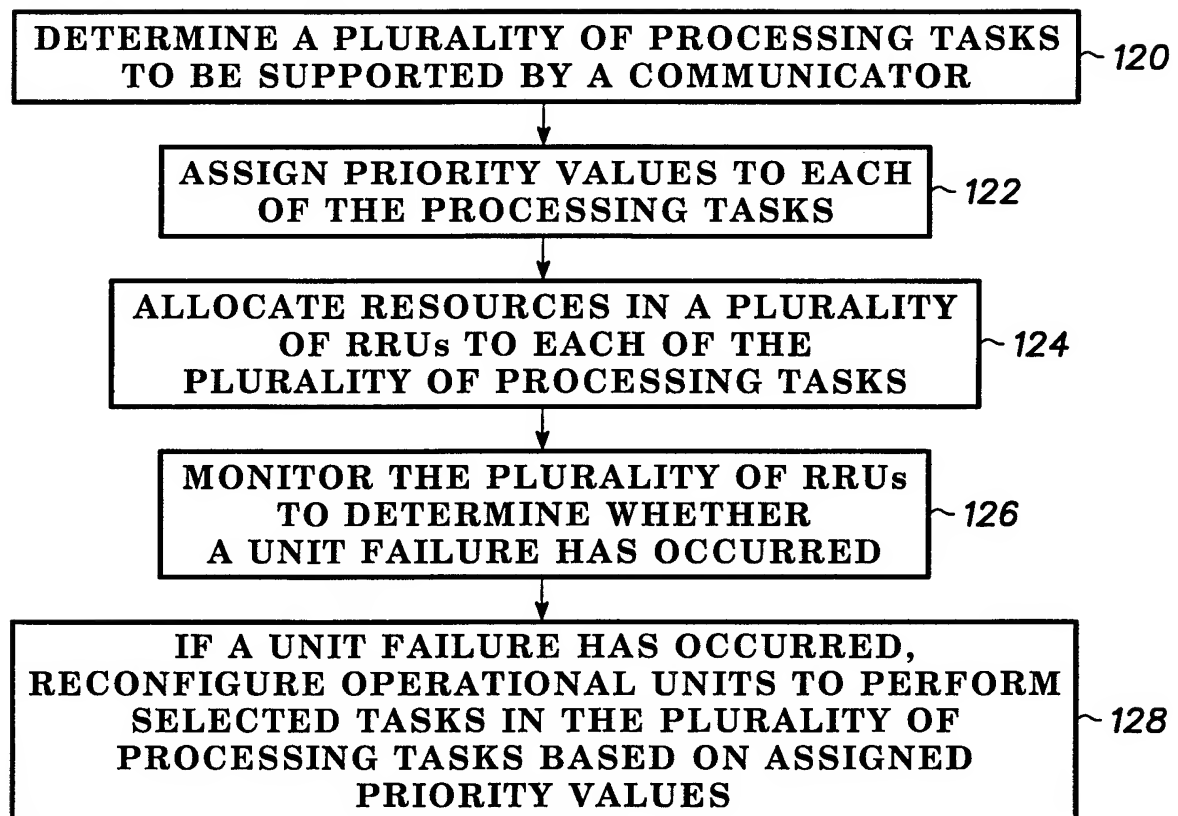 DETERMINE A PLURALITY OF PROCESSING TASKS
TO BE SUPPORTED BY A COMMUNICATOR
120
ASSIGN PRIORITY VALUES TO EACH
OF THE PROCESSING TASKS
122
ALLOCATE RESOURCES IN A PLURALITY
OF RRUs TO EACH OF THE
PLURALITY OF PROCESSING TASKS
124
MONITOR THE PLURALITY OF RRUs
TO DETERMINE WHETHER
A UNIT FAILURE HAS OCCURRED
126
IF A UNIT FAILURE HAS OCCURRED,
RECONFIGURE OPERATIONAL UNITS TO PERFORM
SELECTED TASKS IN THE PLURALITY OF
PROCESSING TASKS BASED ON ASSIGNED
PRIORITY VALUES
128